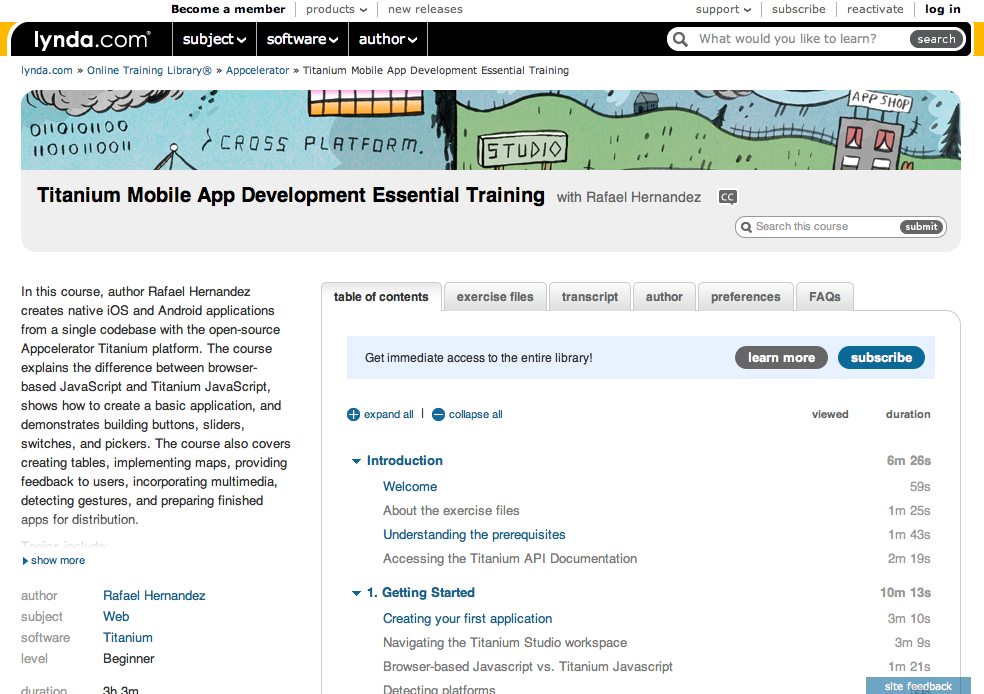 Become a member products new releases support subscribe reactivate log in
lynda.com® subject software author What would you like to learn? search
lynda.com » Online Training Library® » Appcelerator » Titanium Mobile App Development Essential Training
APP SHOP
011010100
110101011
CROSS PLATFORM.
STUDIO
Titanium Mobile App Development Essential Training with Rafael Hernandez CC
Search this course submit
In this course, author Rafael Hernandez
creates native iOS and Android applications
from a single codebase with the open-source
Appcelerator Titanium platform. The course
explains the difference between browser-
based JavaScript and Titanium JavaScript,
shows how to create a basic application, and
demonstrates building buttons, sliders,
switches, and pickers. The course also covers
creating tables, implementing maps, providing
feedback to users, incorporating multimedia,
detecting gestures, and preparing finished
apps for distribution.
Topics include:
show more
author Rafael Hernandez
subject Web
software Titanium
level Beginner
duration 3h 3m
table of contents exercise files transcript author preferences FAQs
Get immediate access to the entire library! learn more subscribe
expand all | collapse all viewed duration
Introduction 6m 26s
Welcome 59s
About the exercise files 1m 25s
Understanding the prerequisites 1m 43s
Accessing the Titanium API Documentation 2m 19s
1. Getting Started 10m 13s
Creating your first application 3m 10s
Navigating the Titanium Studio workspace 3m 9s
Browser-based Javascript vs. Titanium Javascript 1m 21s
Detecting platforms
site feedback